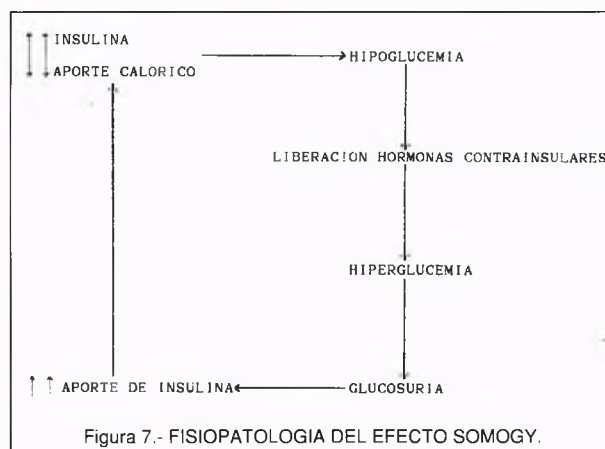 INSULINA
APORTE CALORICO
HIPOGLUCEMIA
LIBERACION HORMONAS CONTRAINSULARES
HIPERGLUCEMIA
↑ ↑ APORTE DE INSULINA
GLUCOSURIA
Figura 7.- FISIOPATOLOGIA DEL EFECTO SOMOGY.